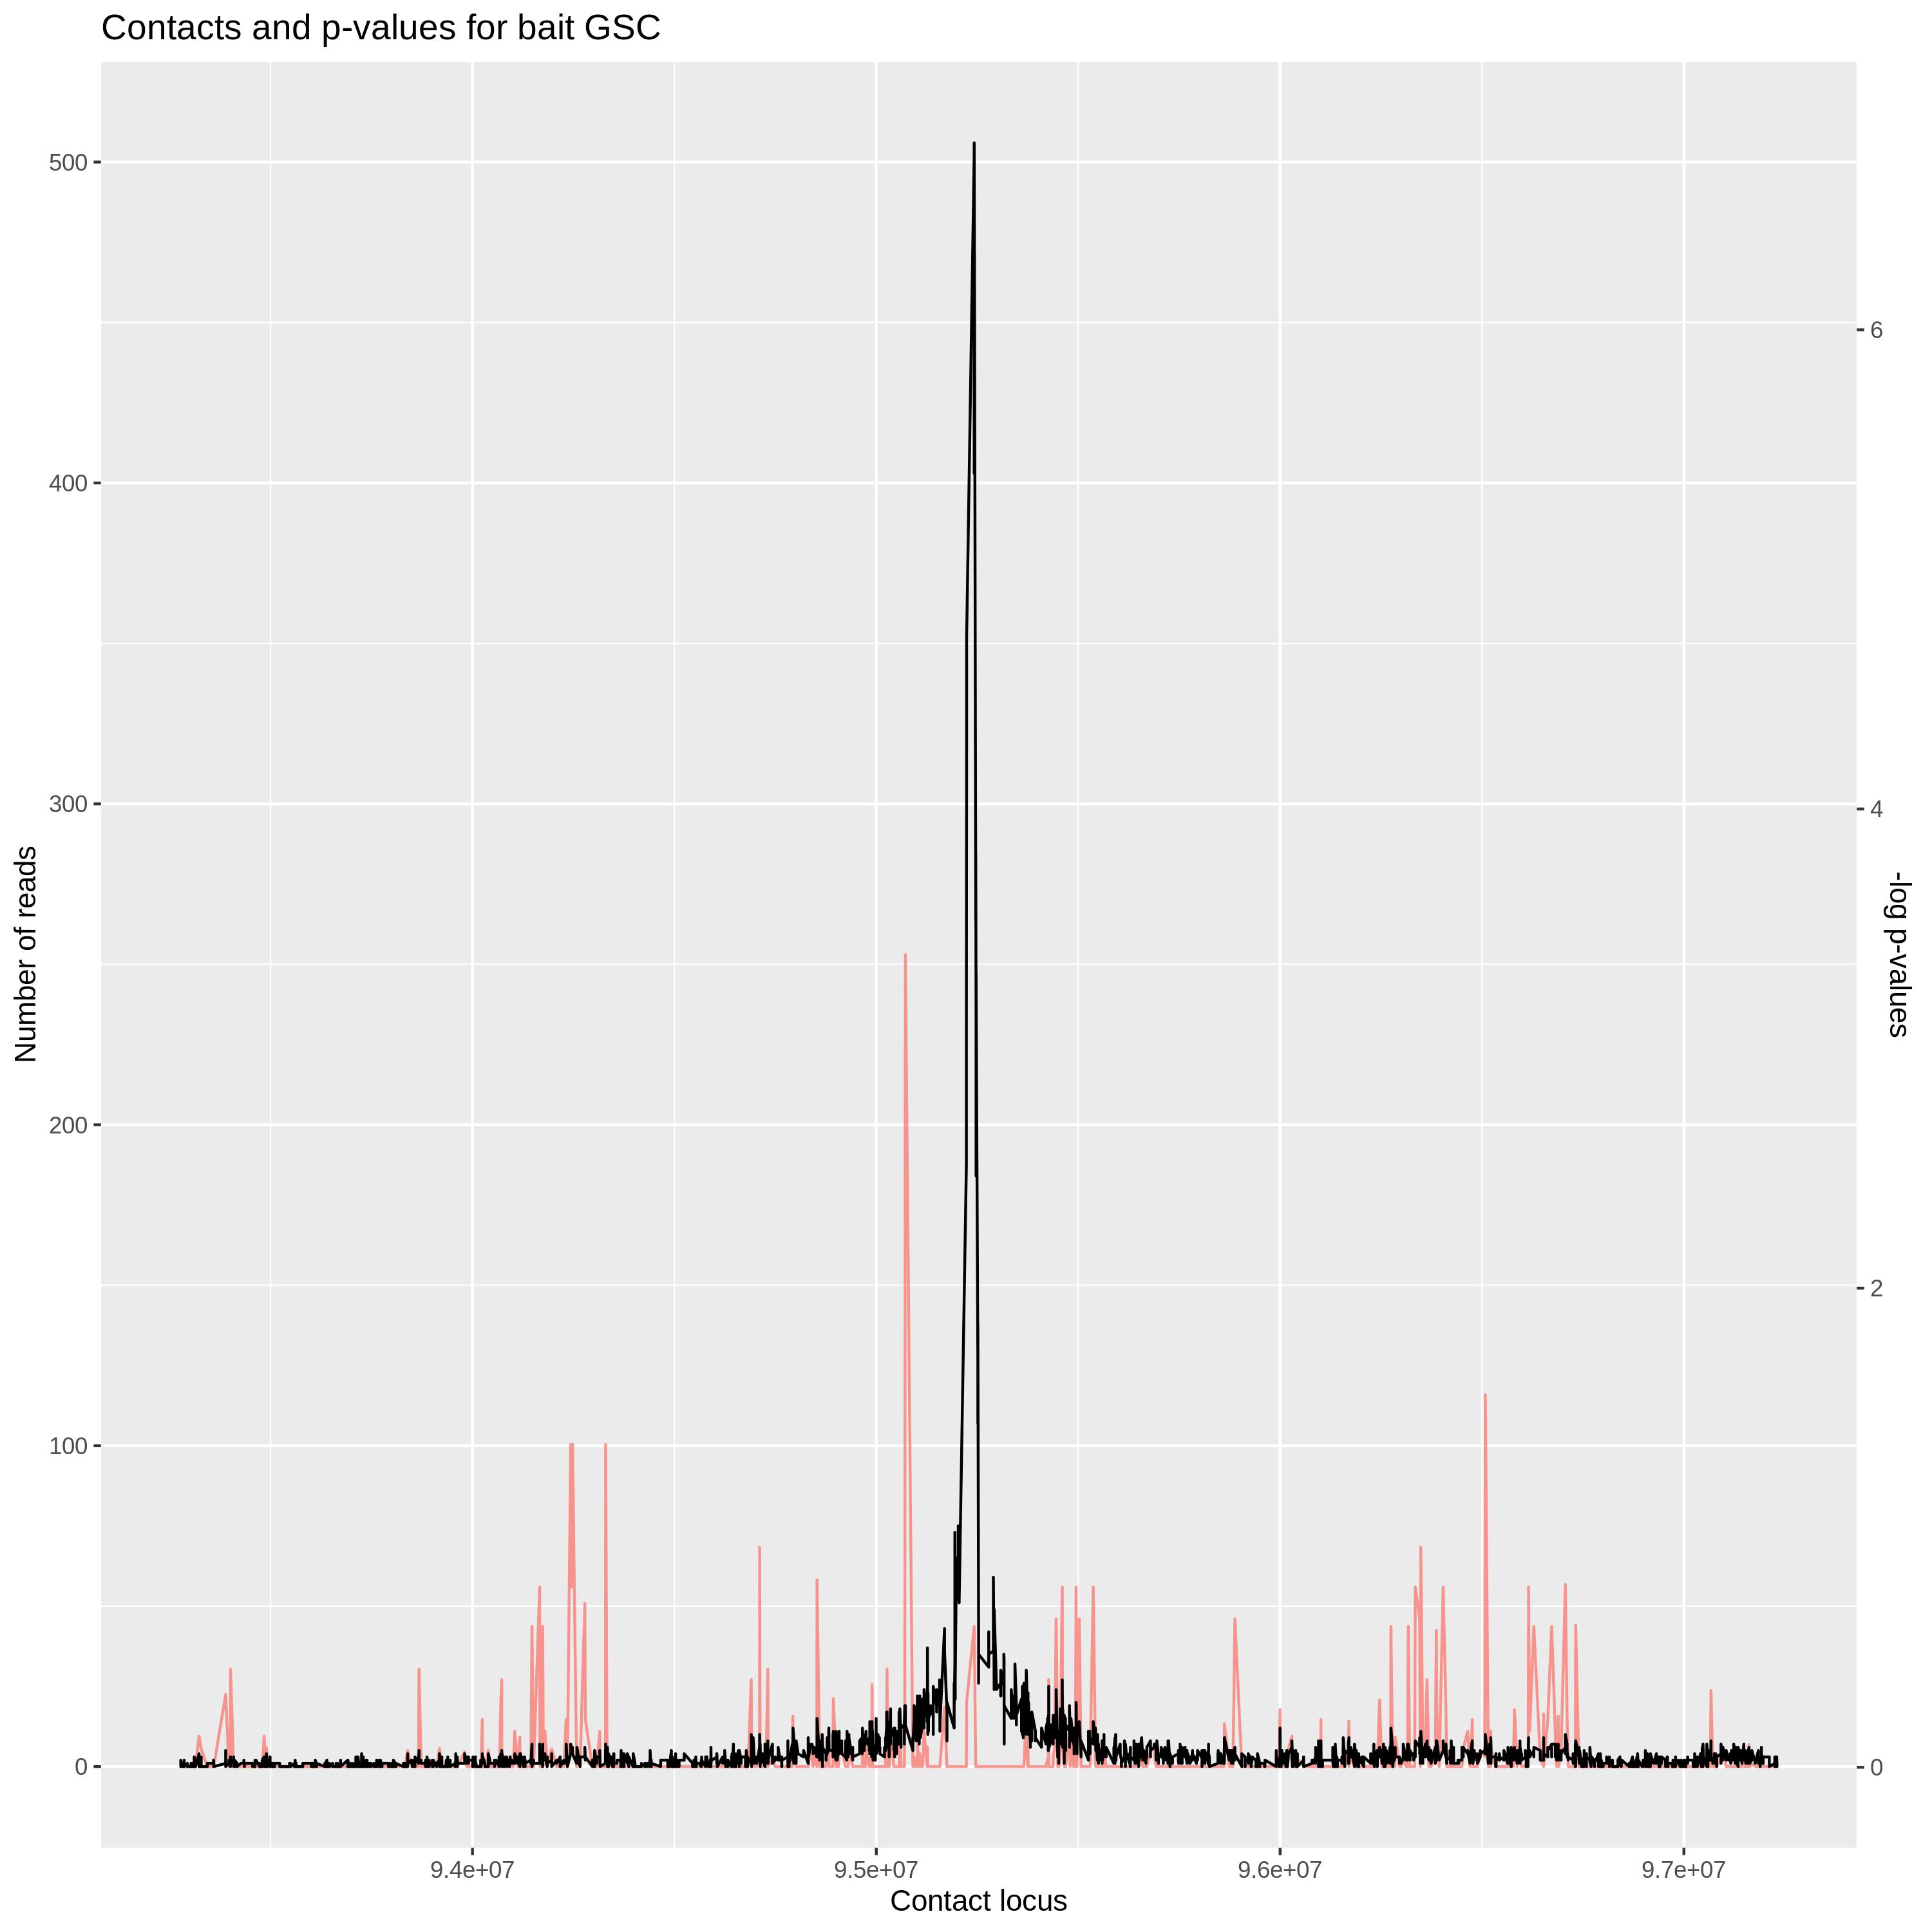 Contacts and p-values for bait GSC
500
400
300
200
100
0
Number of reads
6
4
2
0
-log p-values
9.4e+07
9.5e+07
9.6e+07
9.7e+07
Contact locus